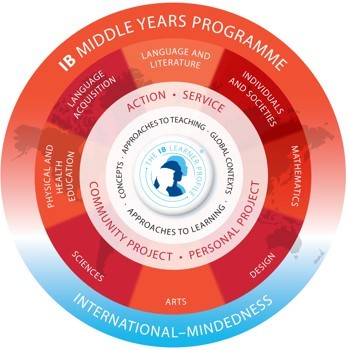 IB MIDDLE YEARS PROGRAMME
LANGUAGE AND
LITERATURE
INDIVIDUALS
AND SOCIETIES
MATHEMATICS
DESIGN
ARTS
SCIENCES
PHYSICAL AND
HEALTH
EDUCATION
LANGUAGE
ACQUISITION
ACTION • SERVICE
COMMUNITY PROJECT • PERSONAL PROJECT
APPROACHES TO TEACHING •
GLOBAL CONTEXTS •
APPROACHES TO LEARNING •
CONCEPTS •
THE IB LEARNER PROFILE
INTERNATIONAL–MINDEDNESS